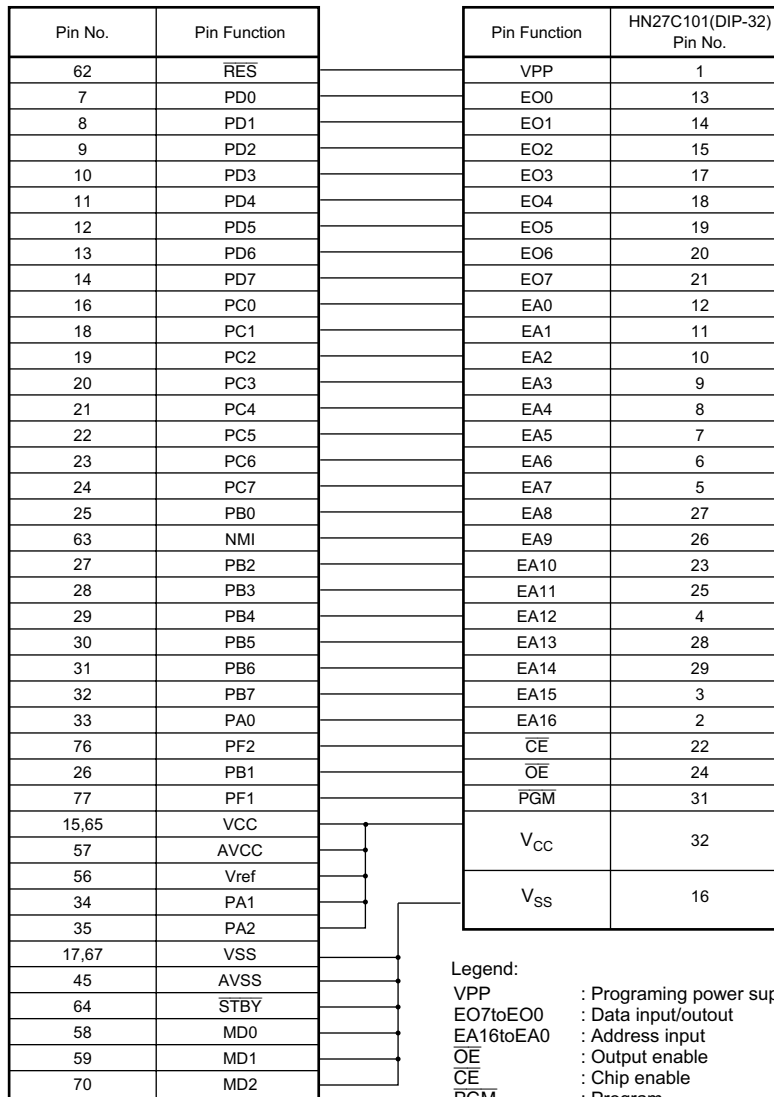 Pin No. Pin Function Pin Function HN27C101(DIP-32) Pin No.
62 R̅E̅S̅ VPP 1
7 PD0 EO0 13
8 PD1 EO1 14
9 PD2 EO2 15
10 PD3 EO3 17
11 PD4 EO4 18
12 PD5 EO5 19
13 PD6 EO6 20
14 PD7 EO7 21
16 PC0 EA0 12
18 PC1 EA1 11
19 PC2 EA2 10
20 PC3 EA3 9
21 PC4 EA4 8
22 PC5 EA5 7
23 PC6 EA6 6
24 PC7 EA7 5
25 PB0 EA8 27
63 NMI EA9 26
27 PB2 EA10 23
28 PB3 EA11 25
29 PB4 EA12 4
30 PB5 EA13 28
31 PB6 EA14 29
32 PB7 EA15 3
33 PA0 EA16 2
76 PF2 C̅E̅ 22
26 PB1 O̅E̅ 24
77 PF1 P̅G̅M̅ 31
15,65 VCC VCC 32
57 AVCC
56 Vref
34 PA1 VSS 16
35 PA2
17,67 VSS
45 AVSS
64 S̅T̅B̅Y̅
58 MD0
59 MD1
70 MD2
Legend:
VPP : Programing power sup
EO7toEO0 : Data input/outout
EA16toEA0 : Address input
O̅E̅ : Output enable
C̅E̅ : Chip enable
P̅G̅M̅ : Program